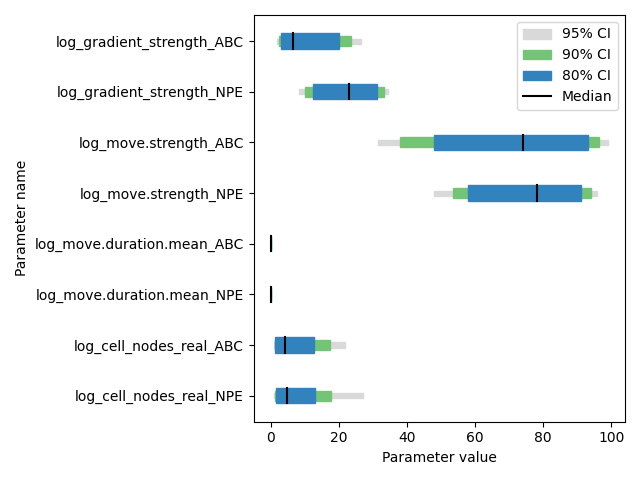 log_gradient_strength_ABC
log_gradient_strength_NPE
log_move.strength_ABC
log_move.strength_NPE
log_move.duration.mean_ABC
log_move.duration.mean_NPE
log_cell_nodes_real_ABC
log_cell_nodes_real_NPE
Parameter name
95% CI
90% CI
80% CI
Median
0 20 40 60 80 100
Parameter value